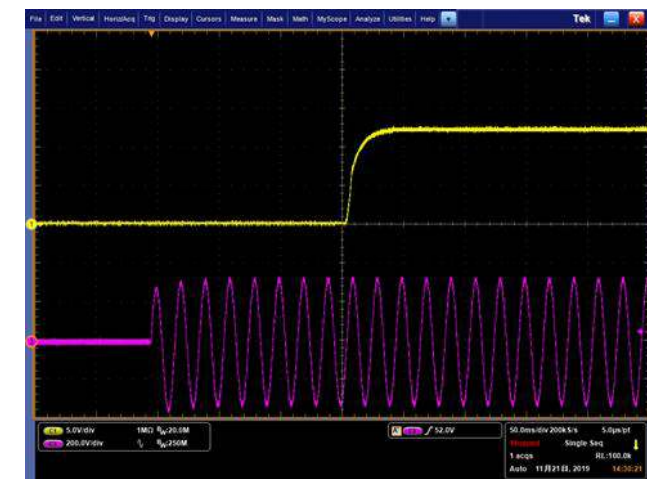 File Edit Vertical Horiz/Acq Trig Display Cursors Measure Mask Math MyScope Analyze Utilities Help Tek X
C1 5.0V/div 1MΩ BW:20.0M
200.0V/div BW:250M
A' / 52.0V
50.0ms/div 200kS/s 5.0µs/pt
Stopped Single Seq
1 acqs RL:100.0k
Auto 11月21日, 2019 14:30:21